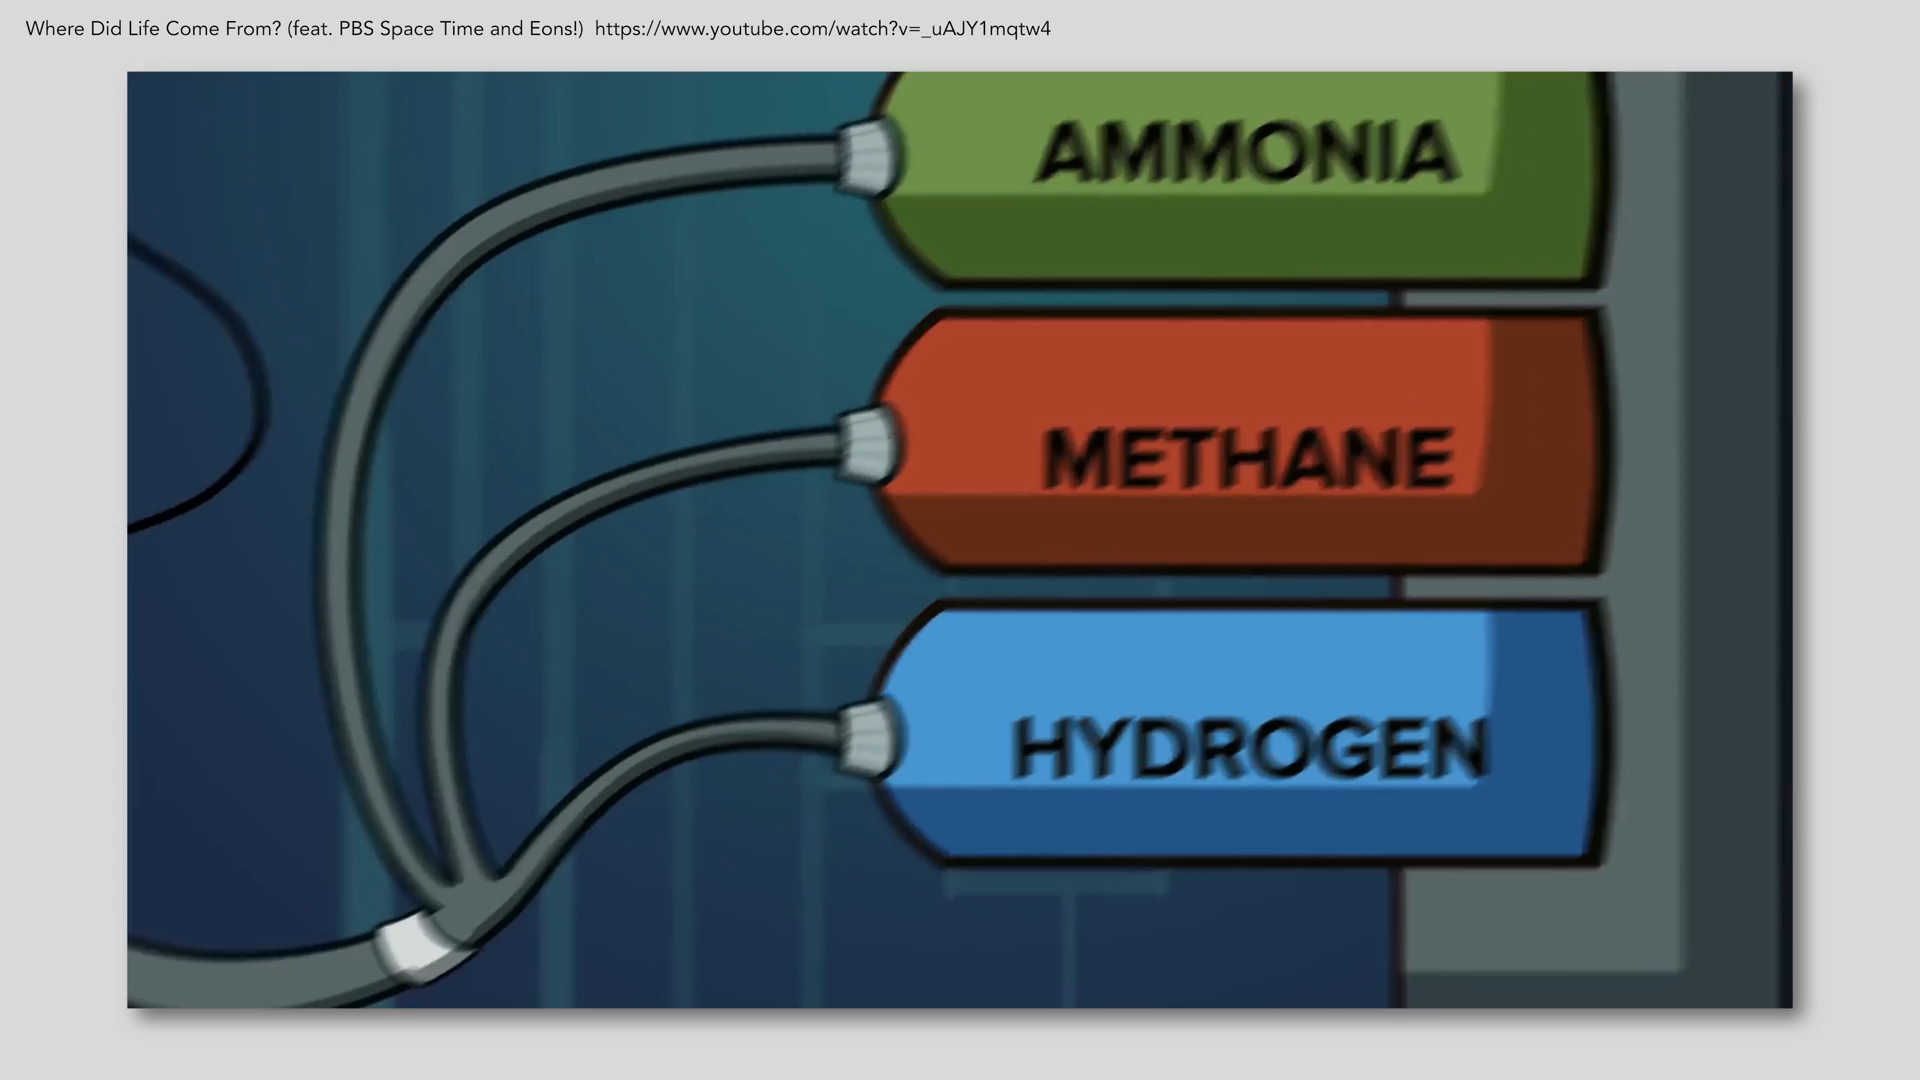 Where Did Life Come From? (feat. PBS Space Time and Eons!)  https://www.youtube.com/watch?v=_uAJY1mqtw4
AMMONIA
METHANE
HYDROGEN